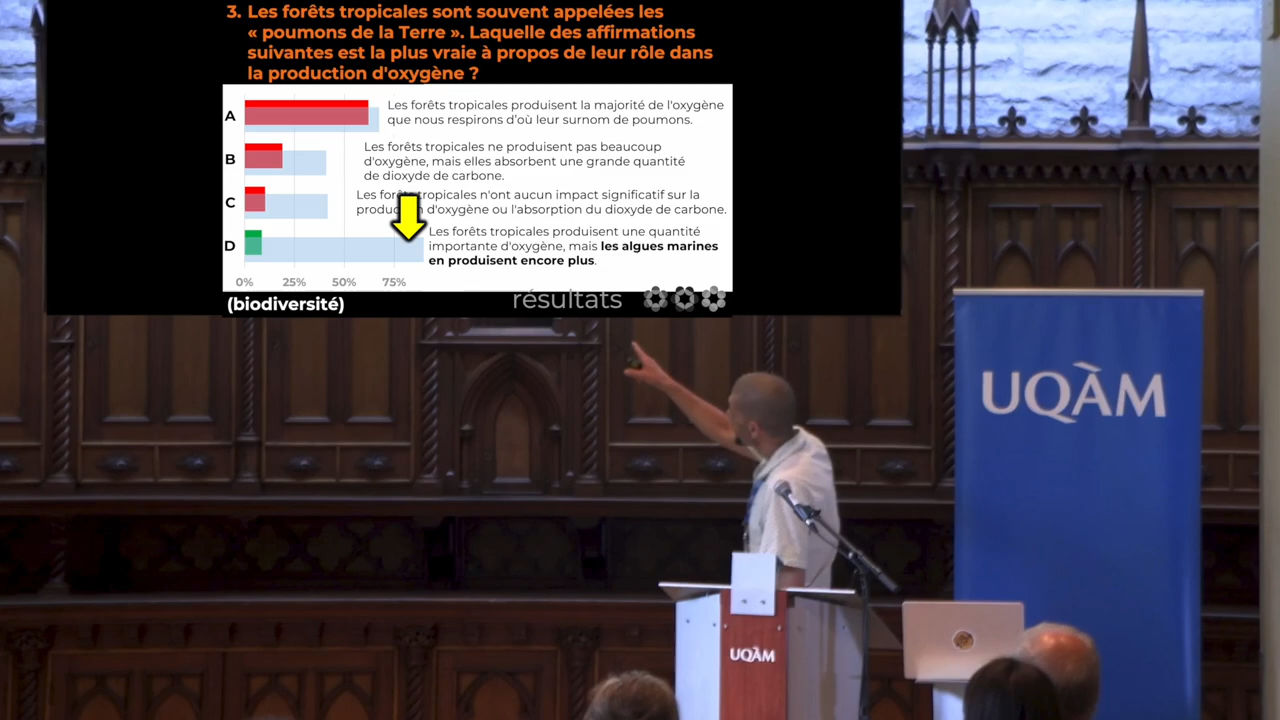 3. Les forêts tropicales sont souvent appelées les
« poumons de la Terre ». Laquelle des affirmations
suivantes est la plus vraie à propos de leur rôle dans
la production d'oxygène ?
A
Les forêts tropicales produisent la majorité de l'oxygène
que nous respirons d'où leur surnom de poumons.
B
Les forêts tropicales ne produisent pas beaucoup
d'oxygène, mais elles absorbent une grande quantité
de dioxyde de carbone.
C
Les forêts tropicales n'ont aucun impact significatif sur la
d'oxygène ou l'absorption du dioxyde de carbone.
D
Les forêts tropicales produisent une quantité
importante d'oxygène, mais les algues marines
en produisent encore plus.
0% 25% 50% 75%
(biodiversité)
résultats
UQÀM
UQÀM